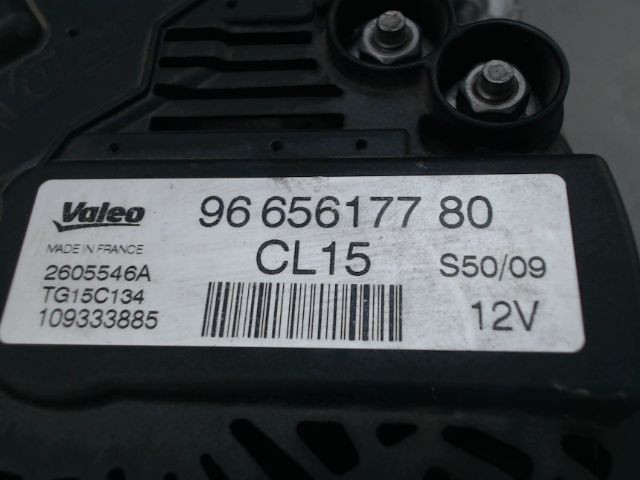 Valeo
96 656177 80
MADE IN FRANCE
CL15
S50/09
2605546A
TG15C134
109333885
12V